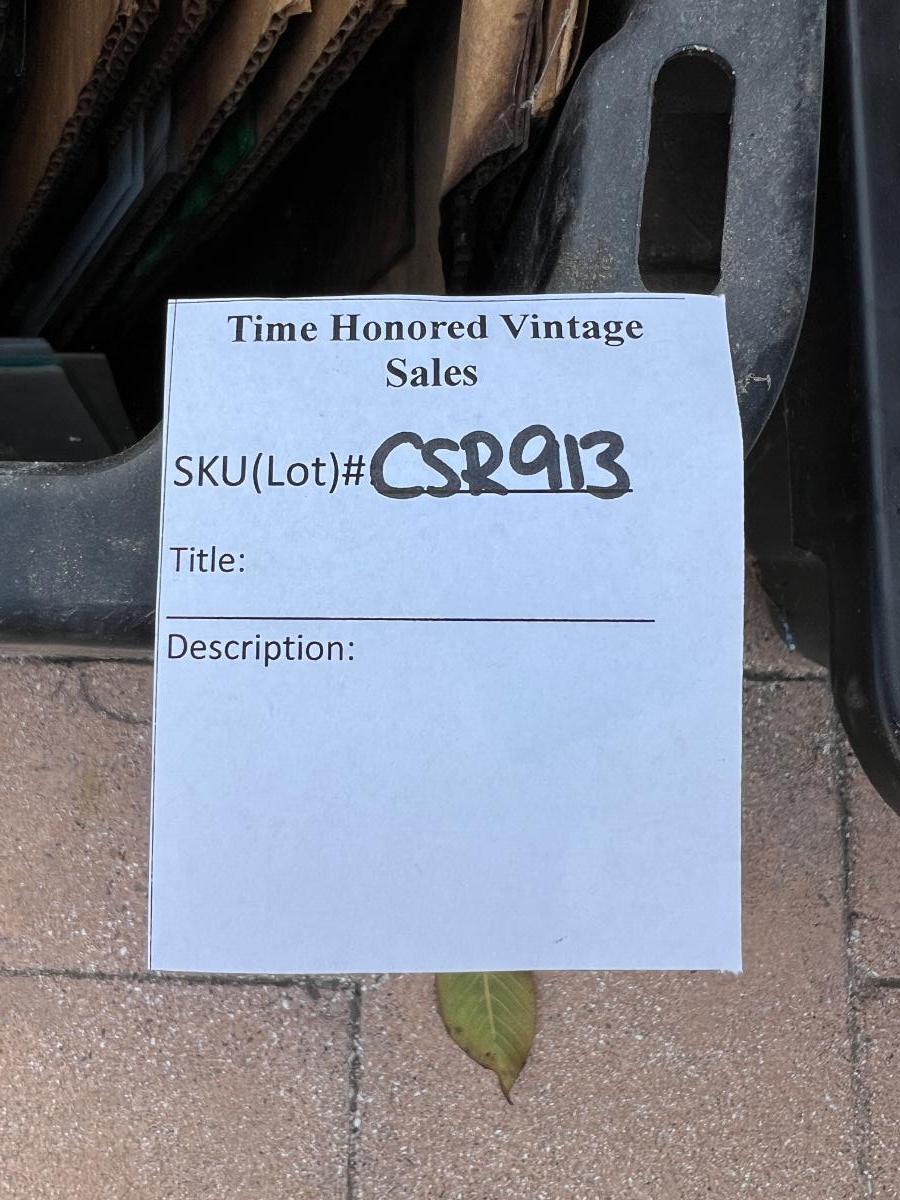 Time Honored Vintage
Sales
SKU(Lot)# CSR913
Title:
Description: